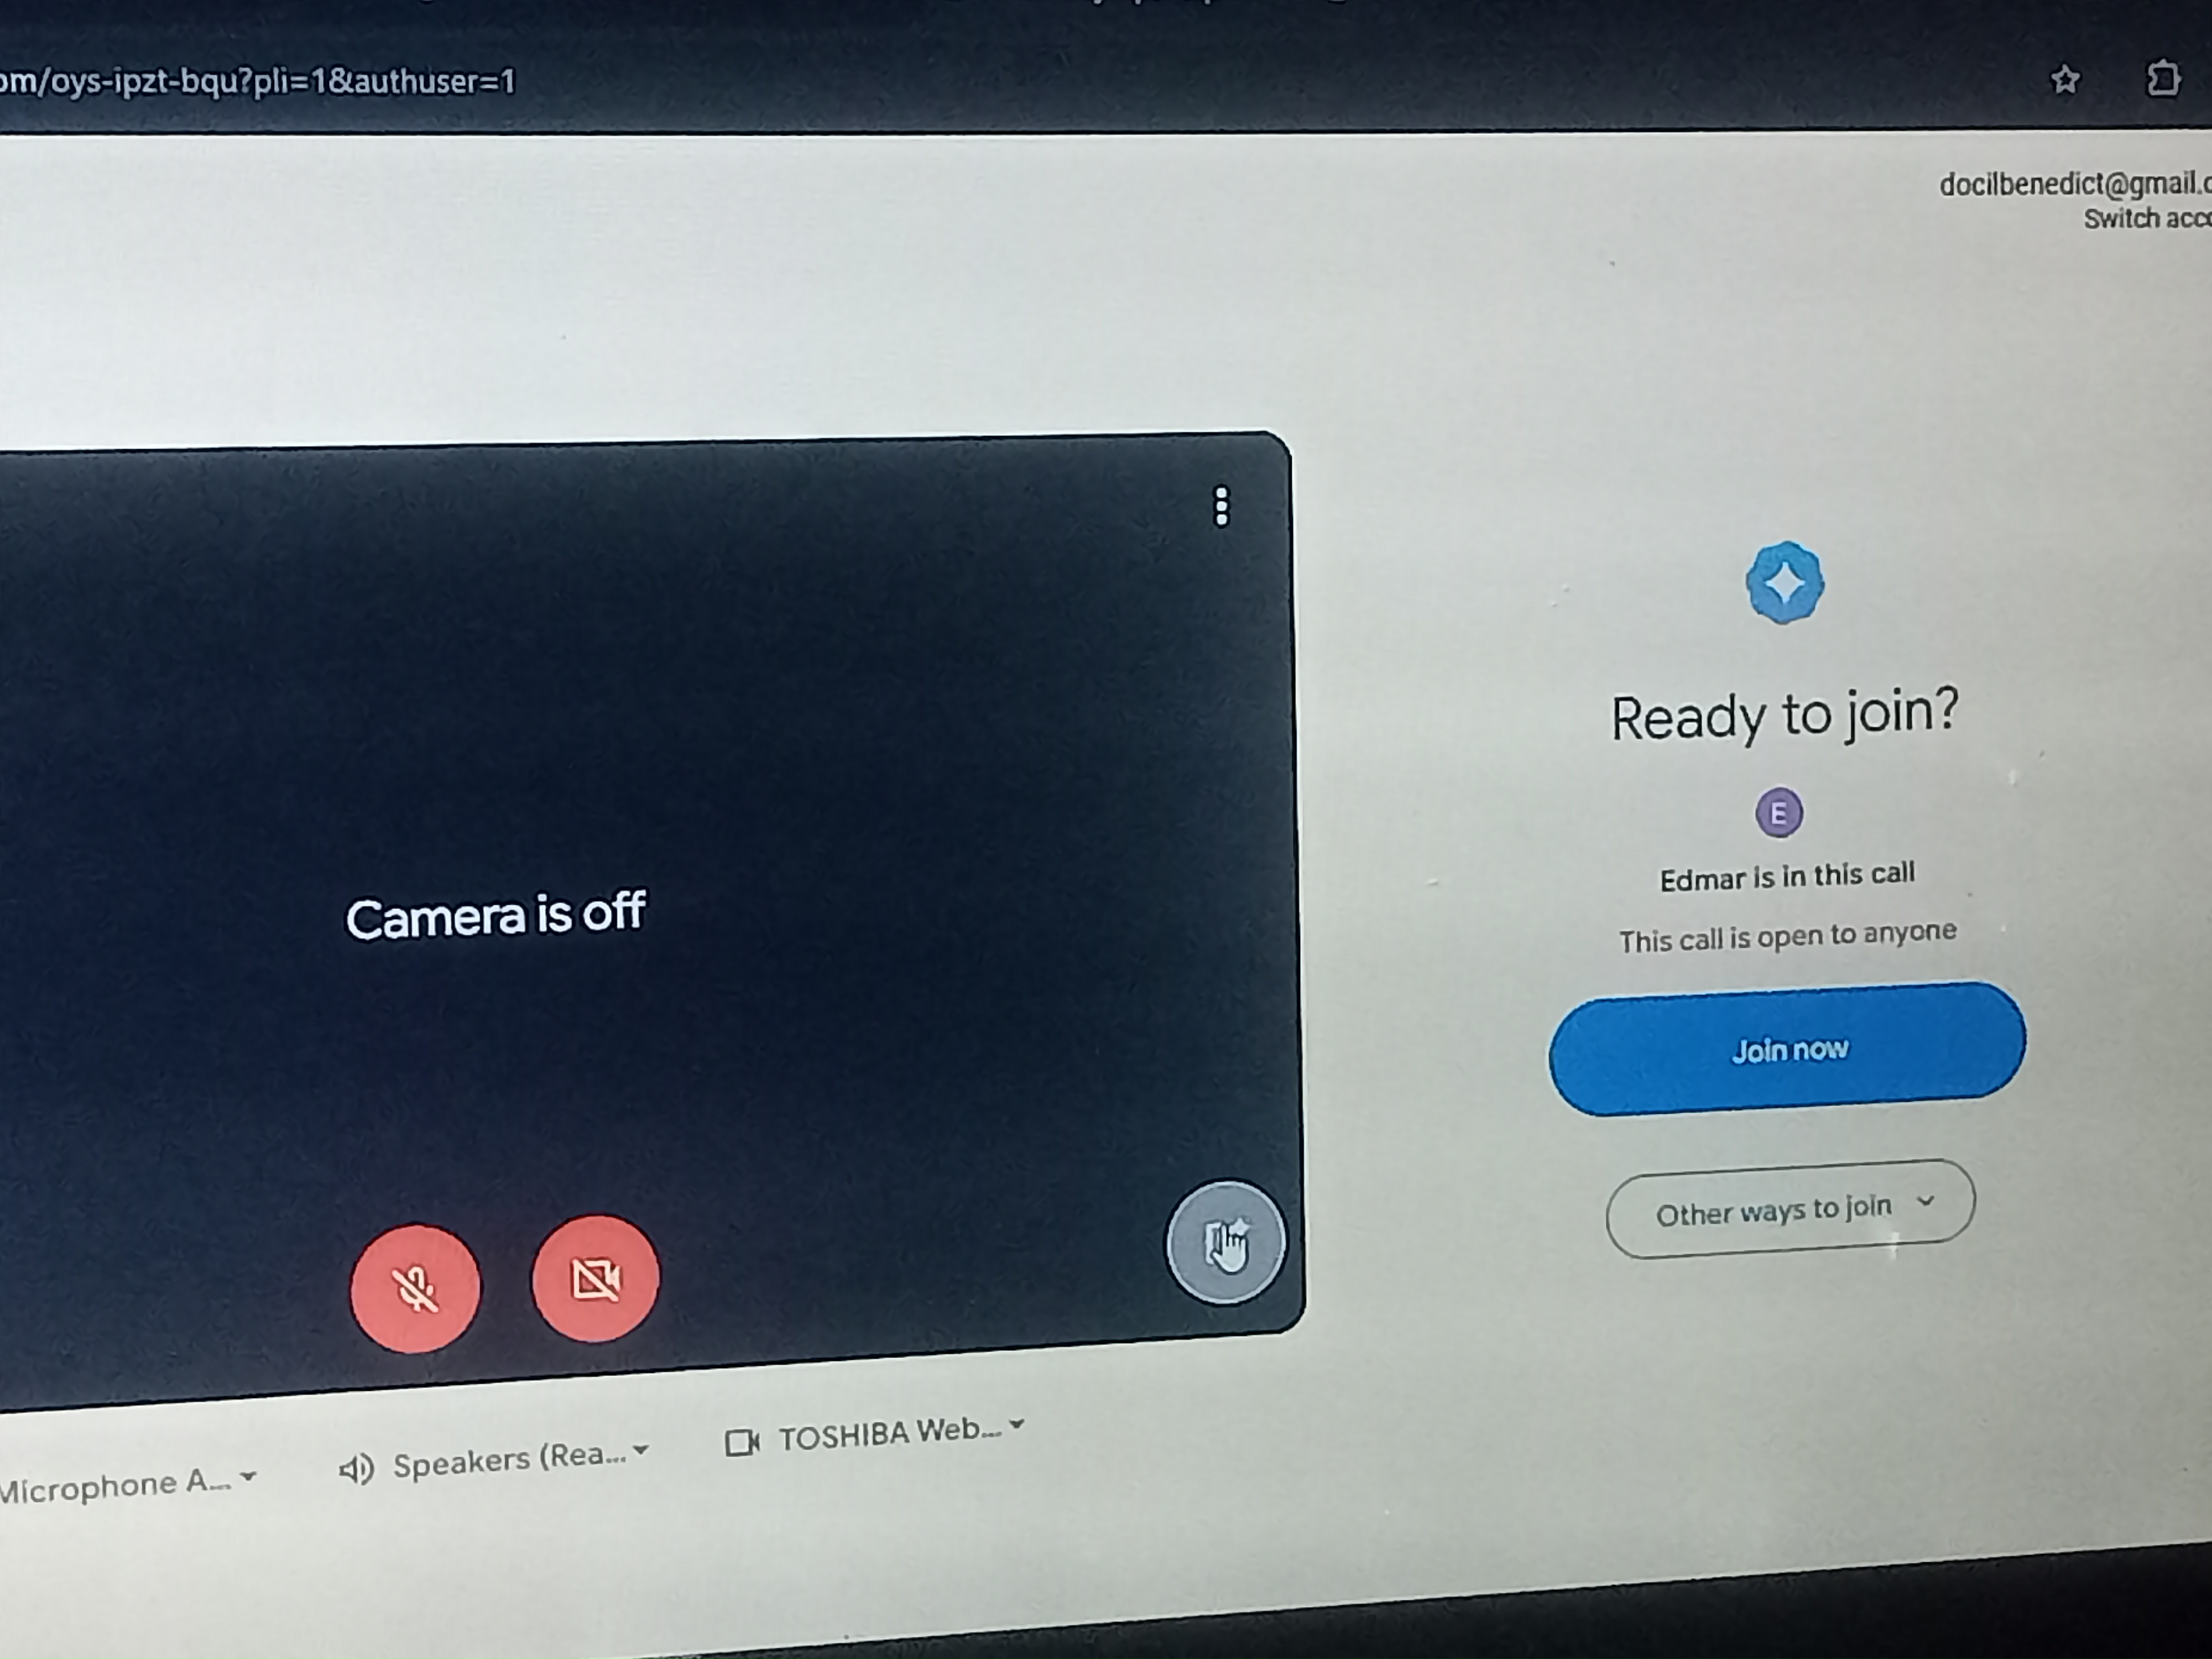 om/oys-ipzt-bqu?pli=1&authuser=1
docilbenedict@gmail.c
Switch acco
Camera is off
Ready to join?
E
Edmar is in this call
This call is open to anyone
Join now
Other ways to join
Microphone A...
Speakers (Rea...
TOSHIBA Web...